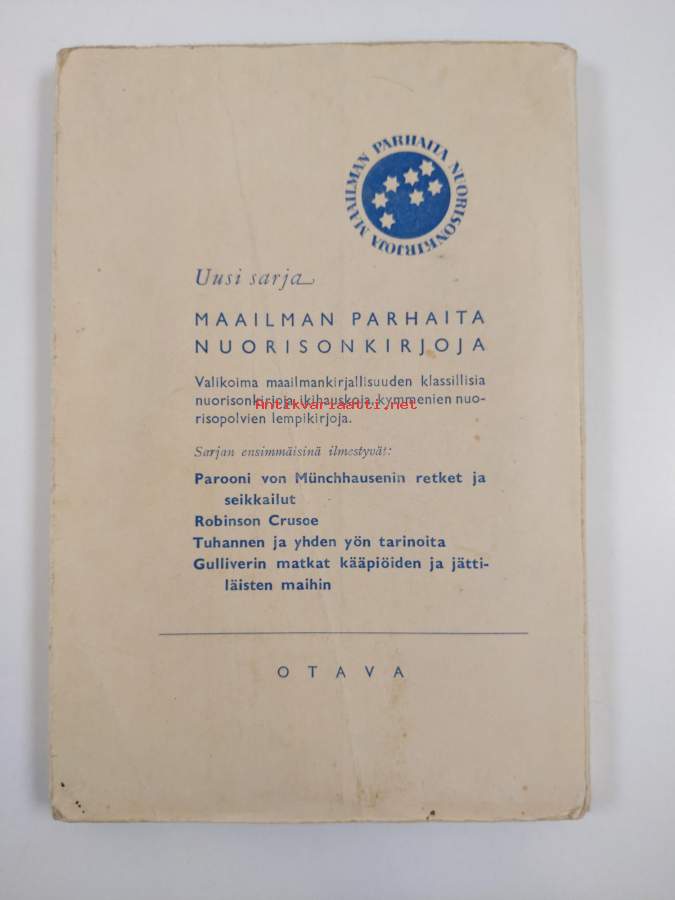 MAAILMAN PARHAITA NUORISONKIRJOJA
Uusi sarja
MAAILMAN PARHAITA
NUORISONKIRJOJA
Valikoima maailmankirjallisuuden klassillisia
nuorisonkirjoja, ikihauskoja kymmenien nuo-
Antikvariaatti.net
risopolvien lempikirjoja.
Sarjan ensimmäisinä ilmestyvät:
Parooni von Münchhausenin retket ja
seikkailut
Robinson Crusoe
Tuhannen ja yhden yön tarinoita
Gulliverin matkat kääpiöiden ja jätti-
läisten maihin
OTAVA